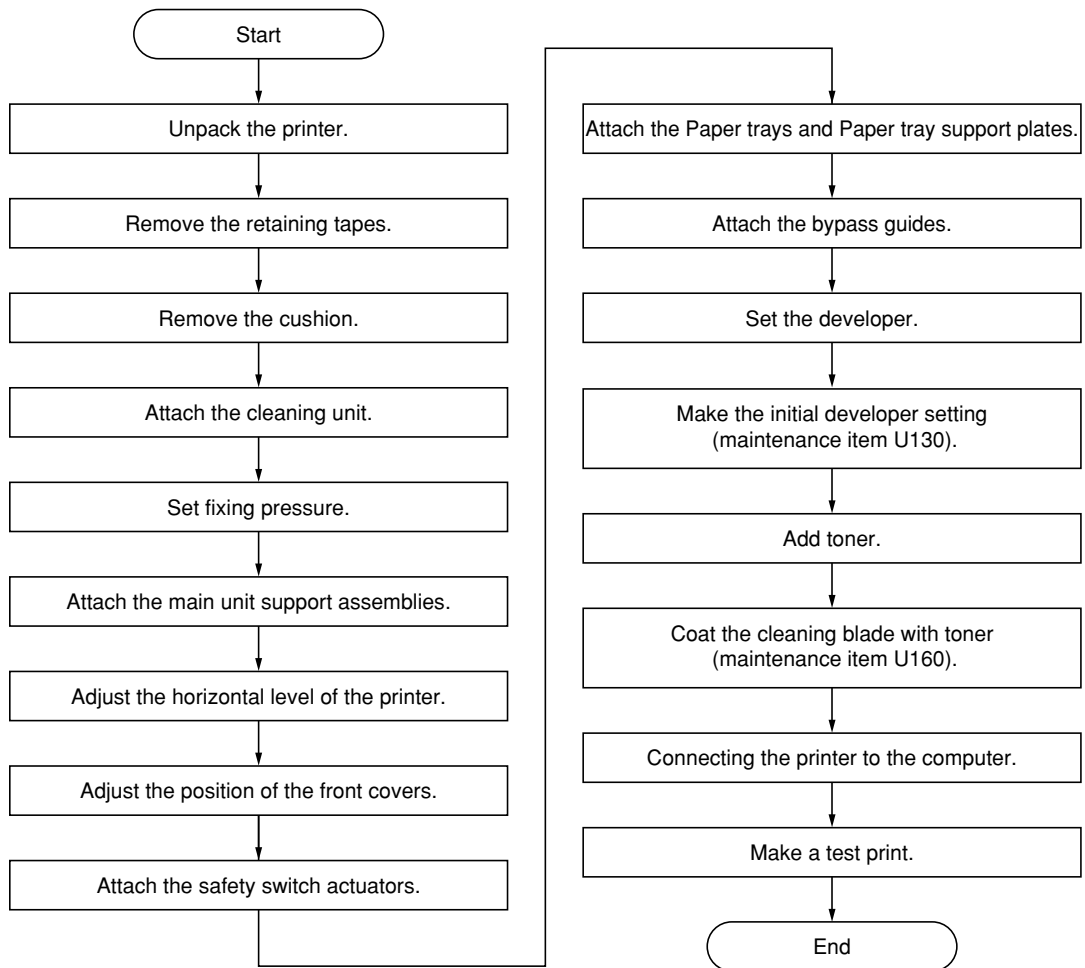 Start
Unpack the printer.
Remove the retaining tapes.
Remove the cushion.
Attach the cleaning unit.
Set fixing pressure.
Attach the main unit support assemblies.
Adjust the horizontal level of the printer.
Adjust the position of the front covers.
Attach the safety switch actuators.
Attach the Paper trays and Paper tray support plates.
Attach the bypass guides.
Set the developer.
Make the initial developer setting
(maintenance item U130).
Add toner.
Coat the cleaning blade with toner
(maintenance item U160).
Connecting the printer to the computer.
Make a test print.
End